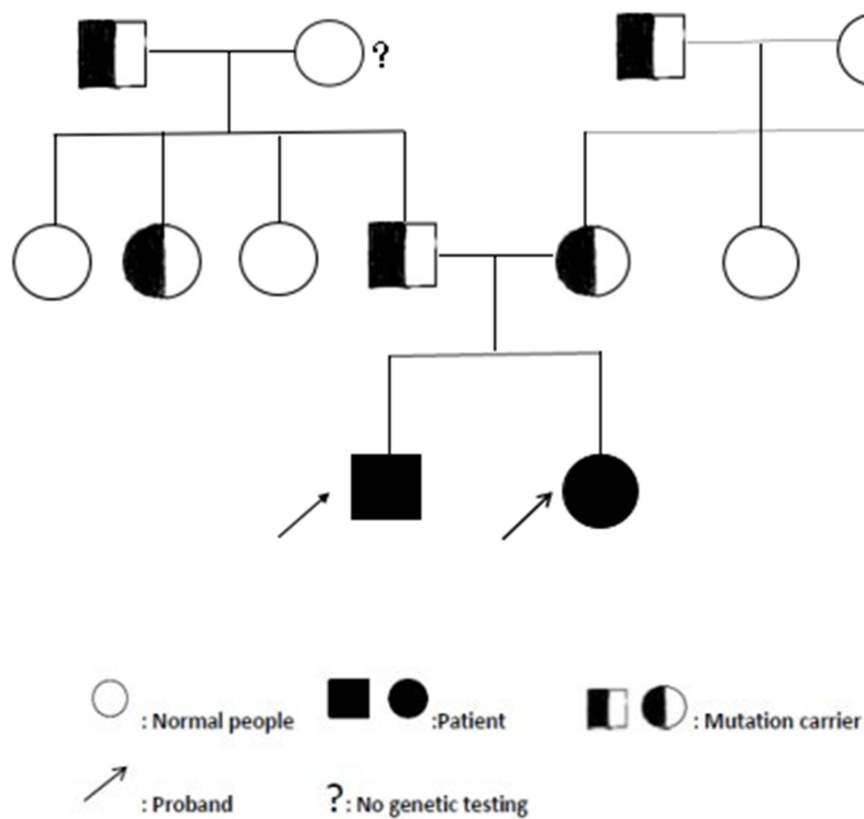 ?
: Normal people :Patient : Mutation carrier
: Proband ?: No genetic testing